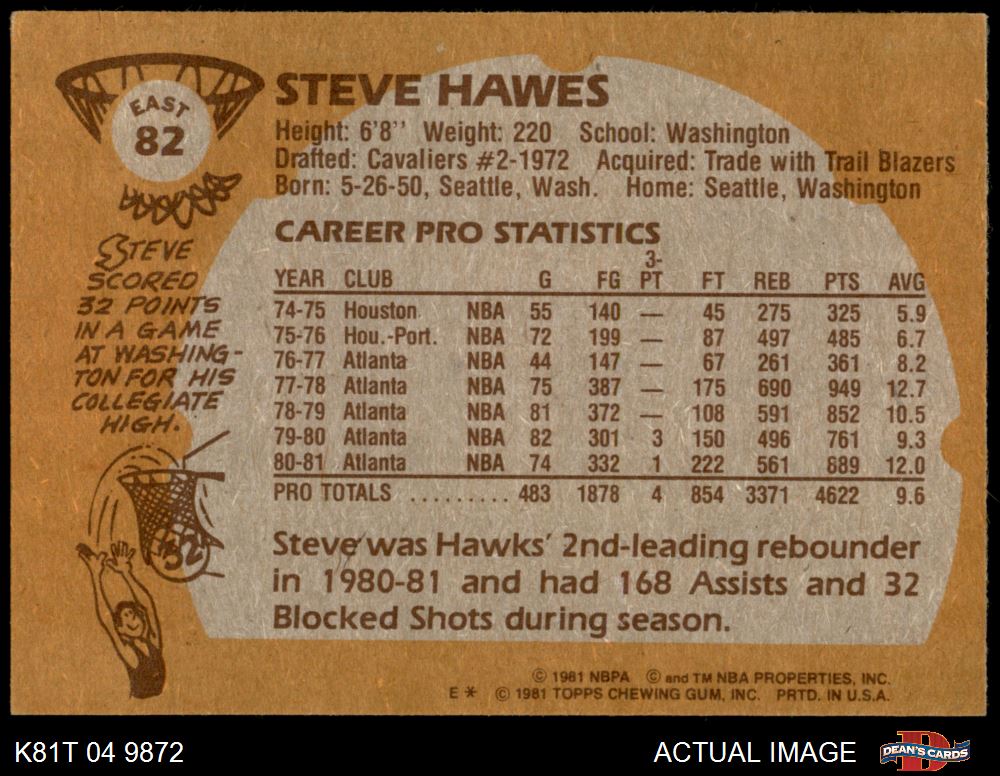 EAST
82
STEVE HAWES
Height: 6'8'' Weight: 220 School: Washington
Drafted: Cavaliers #2-1972 Acquired: Trade with Trail Blazers
Born: 5-26-50, Seattle, Wash. Home: Seattle, Washington
STEVE
SCORED
32 POINTS
IN A GAME
AT WASHING-
TON FOR HIS
COLLEGIATE
HIGH.
32
CAREER PRO STATISTICS
YEAR CLUB G FG 3-PT FT REB PTS AVG
74-75 Houston NBA 55 140 — 45 275 325 5.9
75-76 Hou.-Port. NBA 72 199 — 87 497 485 6.7
76-77 Atlanta NBA 44 147 — 67 261 361 8.2
77-78 Atlanta NBA 75 387 — 175 690 949 12.7
78-79 Atlanta NBA 81 372 — 108 591 852 10.5
79-80 Atlanta NBA 82 301 3 150 496 761 9.3
80-81 Atlanta NBA 74 332 1 222 561 889 12.0
PRO TOTALS ......... 483 1878 4 854 3371 4622 9.6
Steve was Hawks' 2nd-leading rebounder
in 1980-81 and had 168 Assists and 32
Blocked Shots during season.
© 1981 NBPA © and TM NBA PROPERTIES, INC.
E * © 1981 TOPPS CHEWING GUM, INC. PRTD. IN U.S.A.
K81T 04 9872 ACTUAL IMAGE DEAN'S CARDS